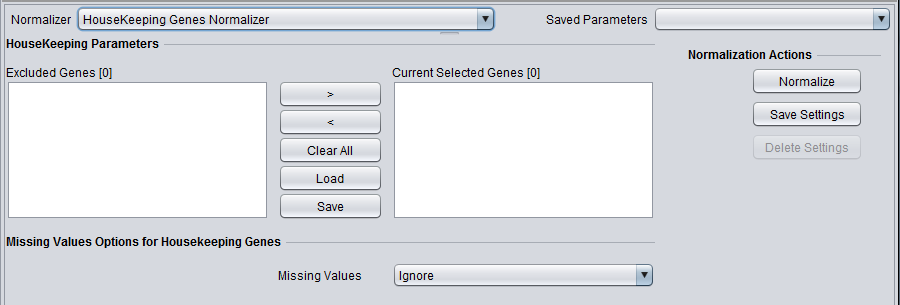 Normalizer HouseKeeping Genes Normalizer Saved Parameters
HouseKeeping Parameters
Normalization Actions
Excluded Genes [0] Current Selected Genes [0]
Normalize
>
Save Settings
<
Clear All
Delete Settings
Load
Save
Missing Values Options for Housekeeping Genes
Missing Values Ignore